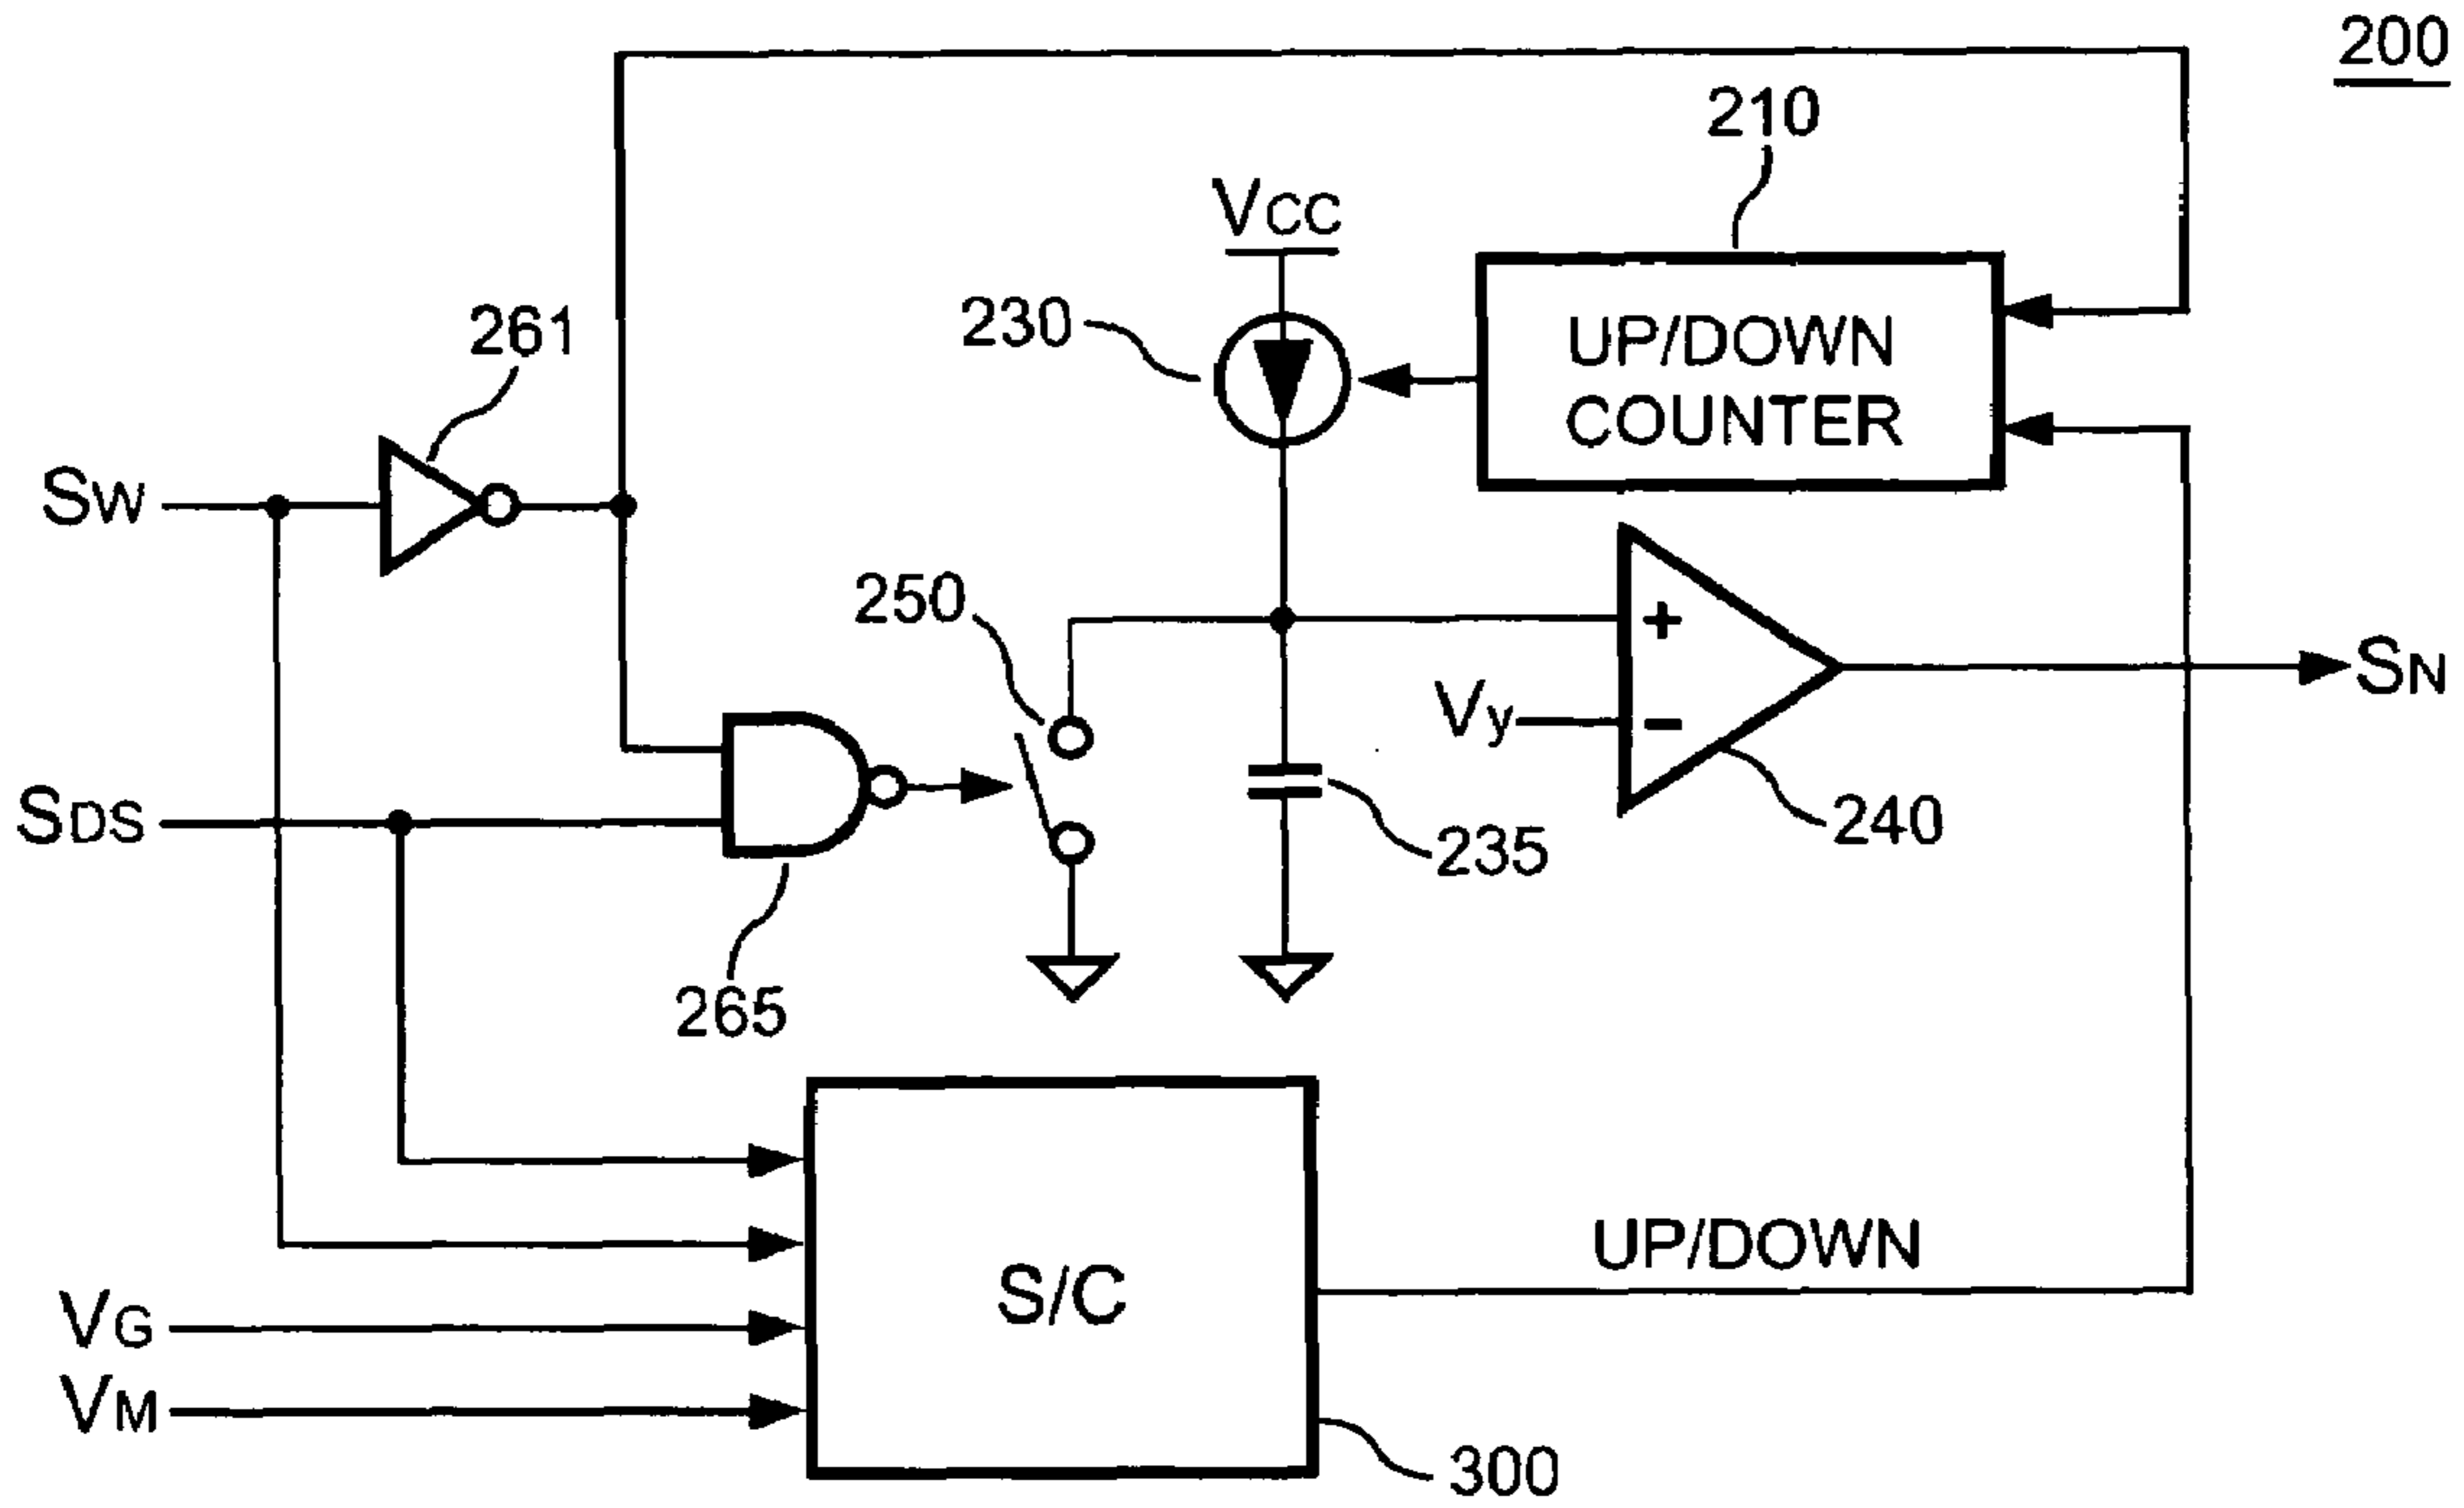 200
210
VCC
230
UP/DOWN
COUNTER
261
SW
250
+
SN
Vy
−
SDS
240
235
265
UP/DOWN
S/C
VG
VM
300